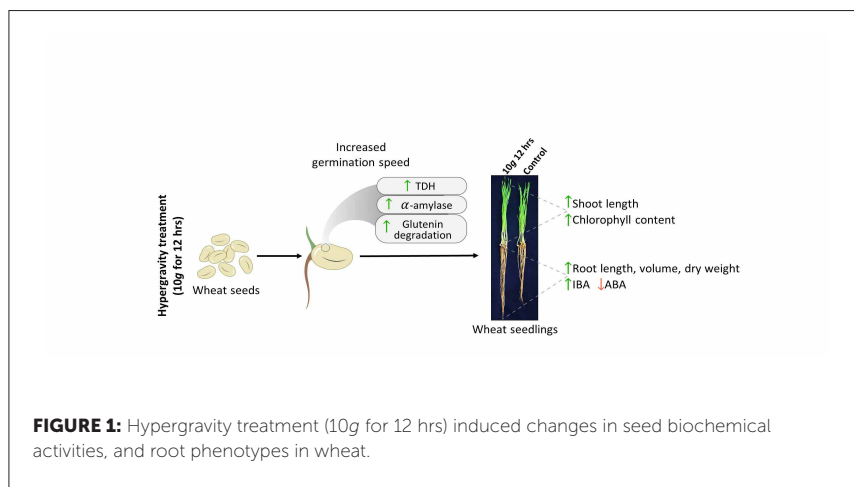 Hypergravity treatment
(10g for 12 hrs)
Wheat seeds
Increased
germination speed
↑ TDH
↑ α-amylase
↑ Glutenin
degradation
10g 12 hrs
Control
Wheat seedlings
↑Shoot length
↑Chlorophyll content
↑Root length, volume, dry weight
↑IBA ↓ABA
FIGURE 1: Hypergravity treatment (10g for 12 hrs) induced changes in seed biochemical
activities, and root phenotypes in wheat.